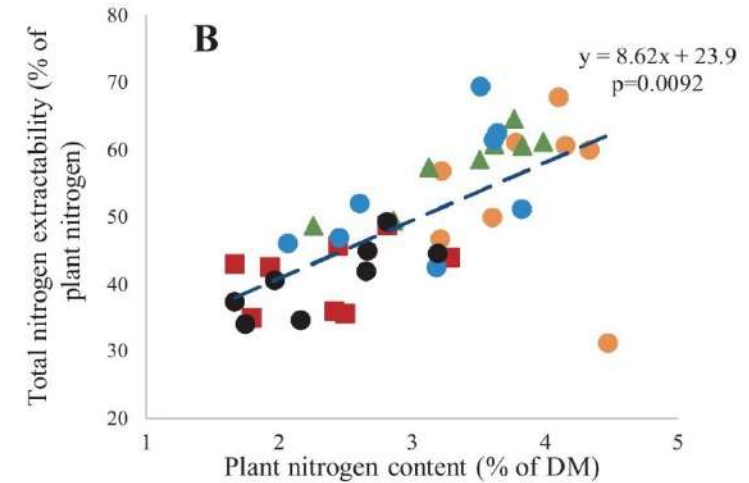 B
y = 8.62x + 23.9
p=0.0092
Total nitrogen extractability (% of
plant nitrogen)
80
70
60
50
40
30
20
1 2 3 4 5
Plant nitrogen content (% of DM)